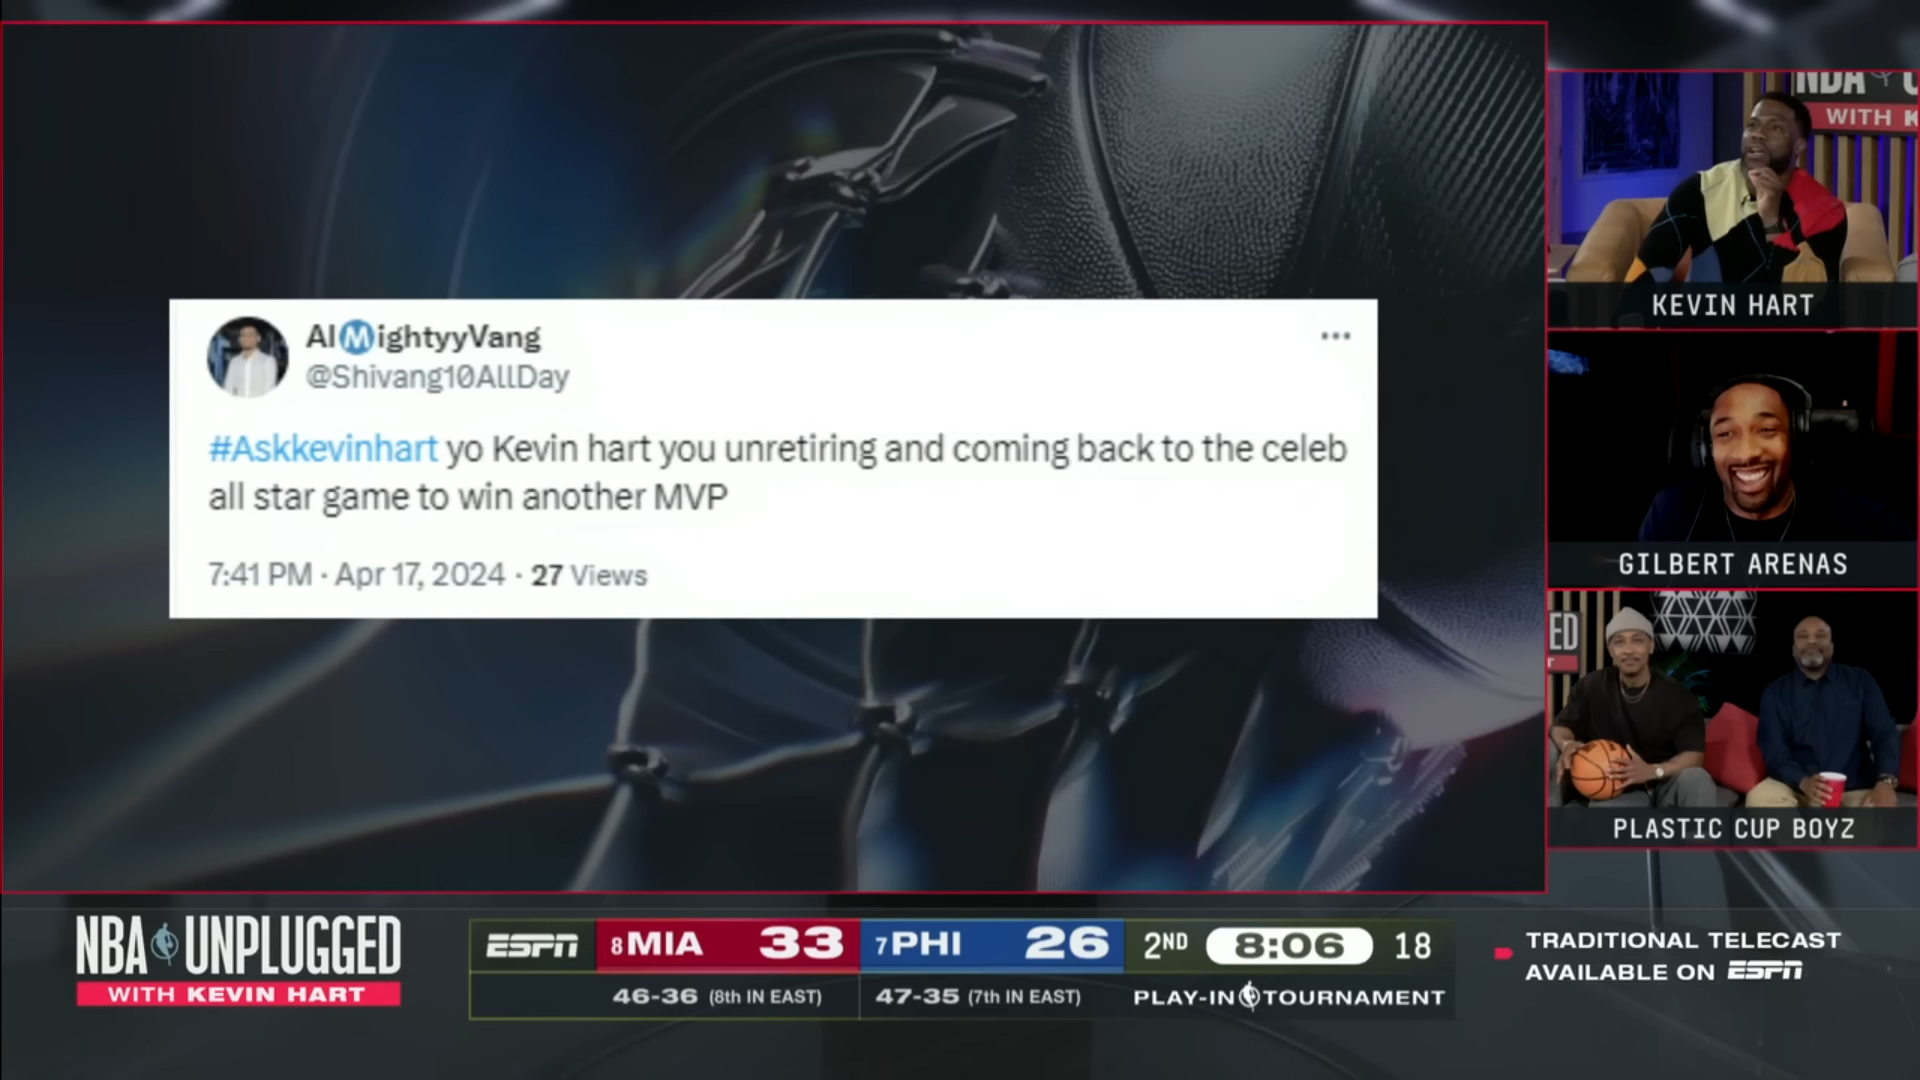 NBA U
WITH K
KEVIN HART
AlMightyyVang
@Shivang10AllDay
#Askkevinhart yo Kevin hart you unretiring and coming back to the celeb
all star game to win another MVP
7:41 PM · Apr 17, 2024 · 27 Views
GILBERT ARENAS
ED
PLASTIC CUP BOYZ
NBA UNPLUGGED
WITH KEVIN HART
ESPN 8 MIA 33 7 PHI 26 2ND 8:06 18
46-36 (8th IN EAST) 47-35 (7th IN EAST) PLAY-IN TOURNAMENT
TRADITIONAL TELECAST
AVAILABLE ON ESPN